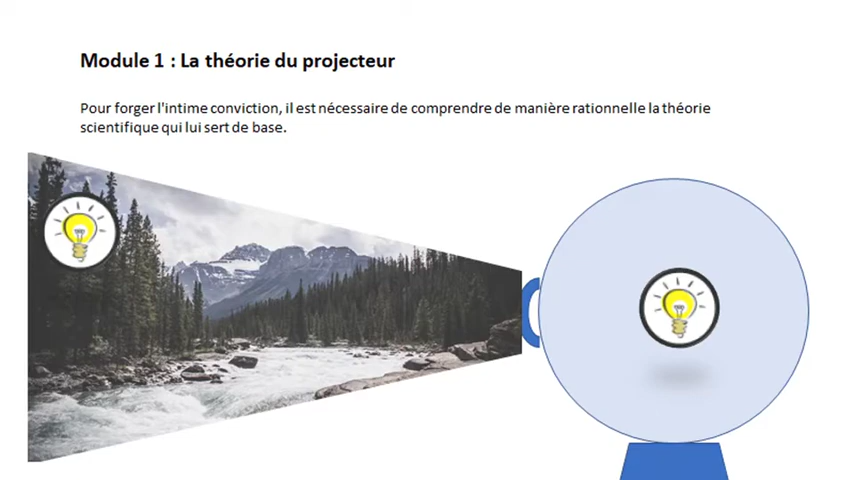 Module 1 : La théorie du projecteur
Pour forger l'intime conviction, il est nécessaire de comprendre de manière rationnelle la théorie
scientifique qui lui sert de base.